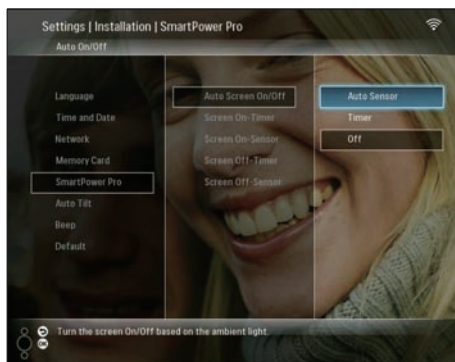 Settings | Installation | SmartPower Pro
Auto On/Off
Language
Time and Date
Network
Memory Card
SmartPower Pro
Auto Tilt
Beep
Default
Auto Screen On/Off
Screen On-Timer
Screen On-Sensor
Screen Off-Timer
Screen Off-Sensor
Auto Sensor
Timer
Off
OK
Turn the screen On/Off based on the ambient light.